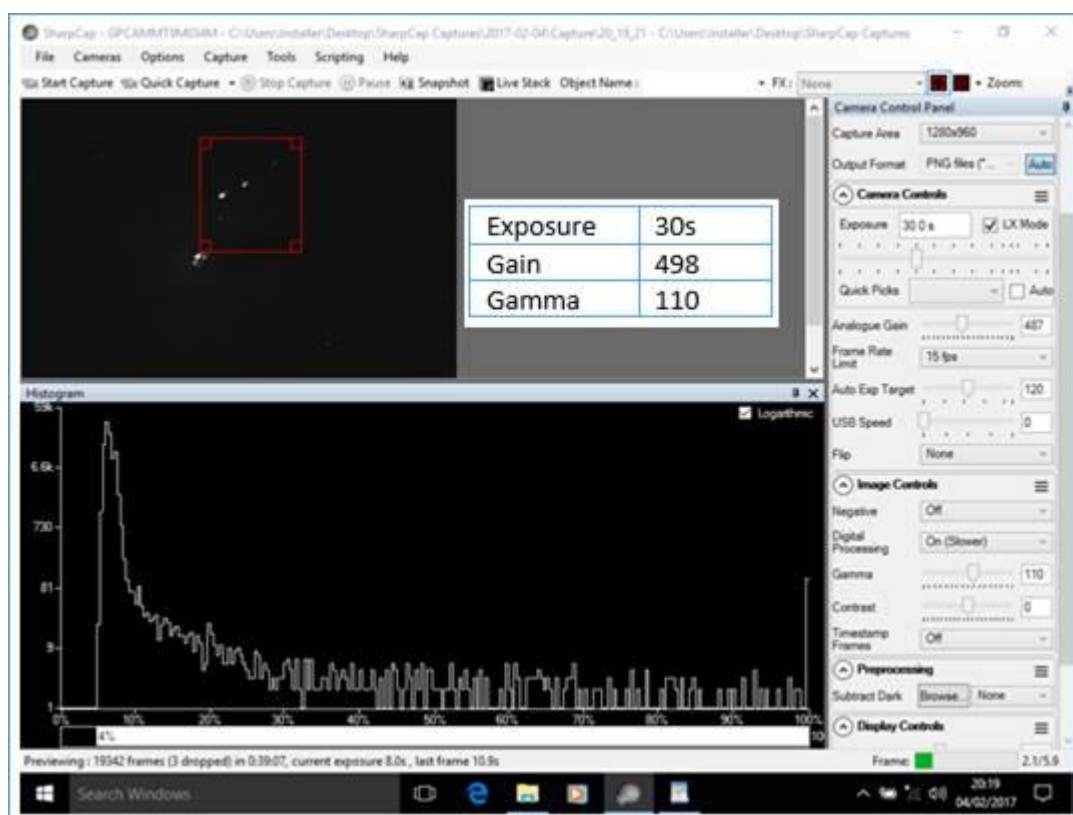 SharpCap - GPCAMMT9M034M - C:\Users\Installer\Desktop\SharpCap Captures\2017-02-04\Capture\20_19_21 - C:\Users\Installer\Desktop\SharpCap Captures
File Cameras Options Capture Tools Scripting Help
Start Capture Quick Capture Stop Capture Pause Snapshot Live Stack Object Name: FX: None Zoom:
Camera Control Panel
Capture Area 1280x960
Output Format PNG files (*... Auto
Camera Controls
Exposure 30.0 s LX Mode
Quick Picks Auto
Analogue Gain 487
Frame Rate Limit 15 fps
Auto Exp Target 120
USB Speed 0
Flip None
Image Controls
Negative Off
Digital Processing On (Slower)
Gamma 110
Contrast 0
Timestamp Frames Off
Preprocessing
Subtract Dark Browse... None
Display Controls
Exposure 30s
Gain 498
Gamma 110
Histogram
Logarithmic
6.6k
730
81
9
1
0% 10% 20% 30% 40% 50% 60% 70% 80% 90% 100%
4%
Previewing : 19342 frames (3 dropped) in 0:39:07, current exposure 8.0s , last frame 10.9s
Frame: 2.1/5.9
Search Windows
20:19
04/02/2017